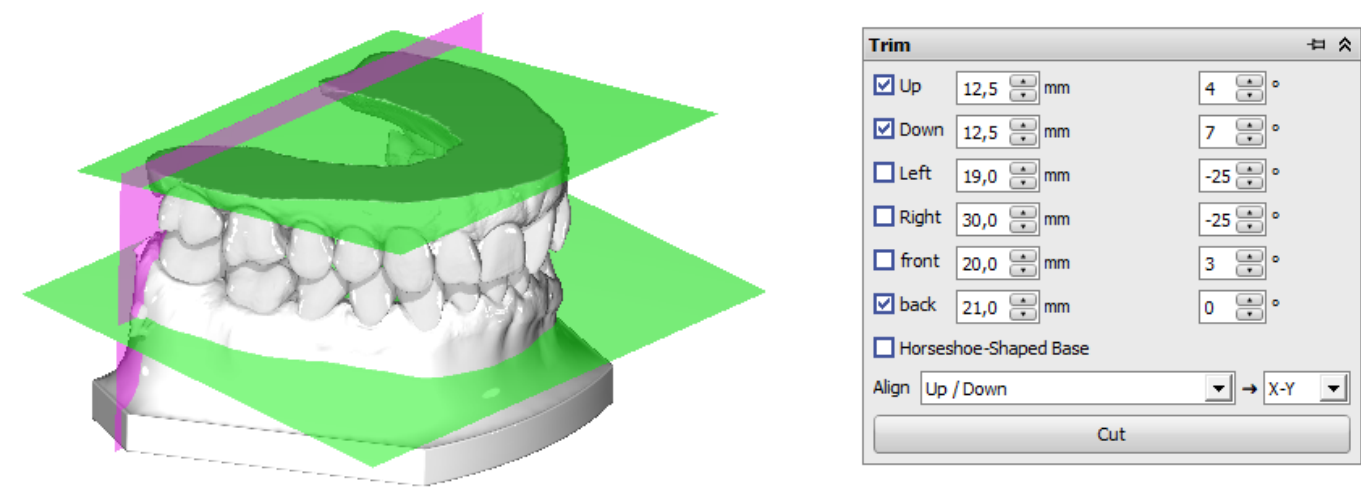 Trim
Up 12,5 mm 4 °
Down 12,5 mm 7 °
Left 19,0 mm -25 °
Right 30,0 mm -25 °
front 20,0 mm 3 °
back 21,0 mm 0 °
Horseshoe-Shaped Base
Align Up / Down → X-Y
Cut